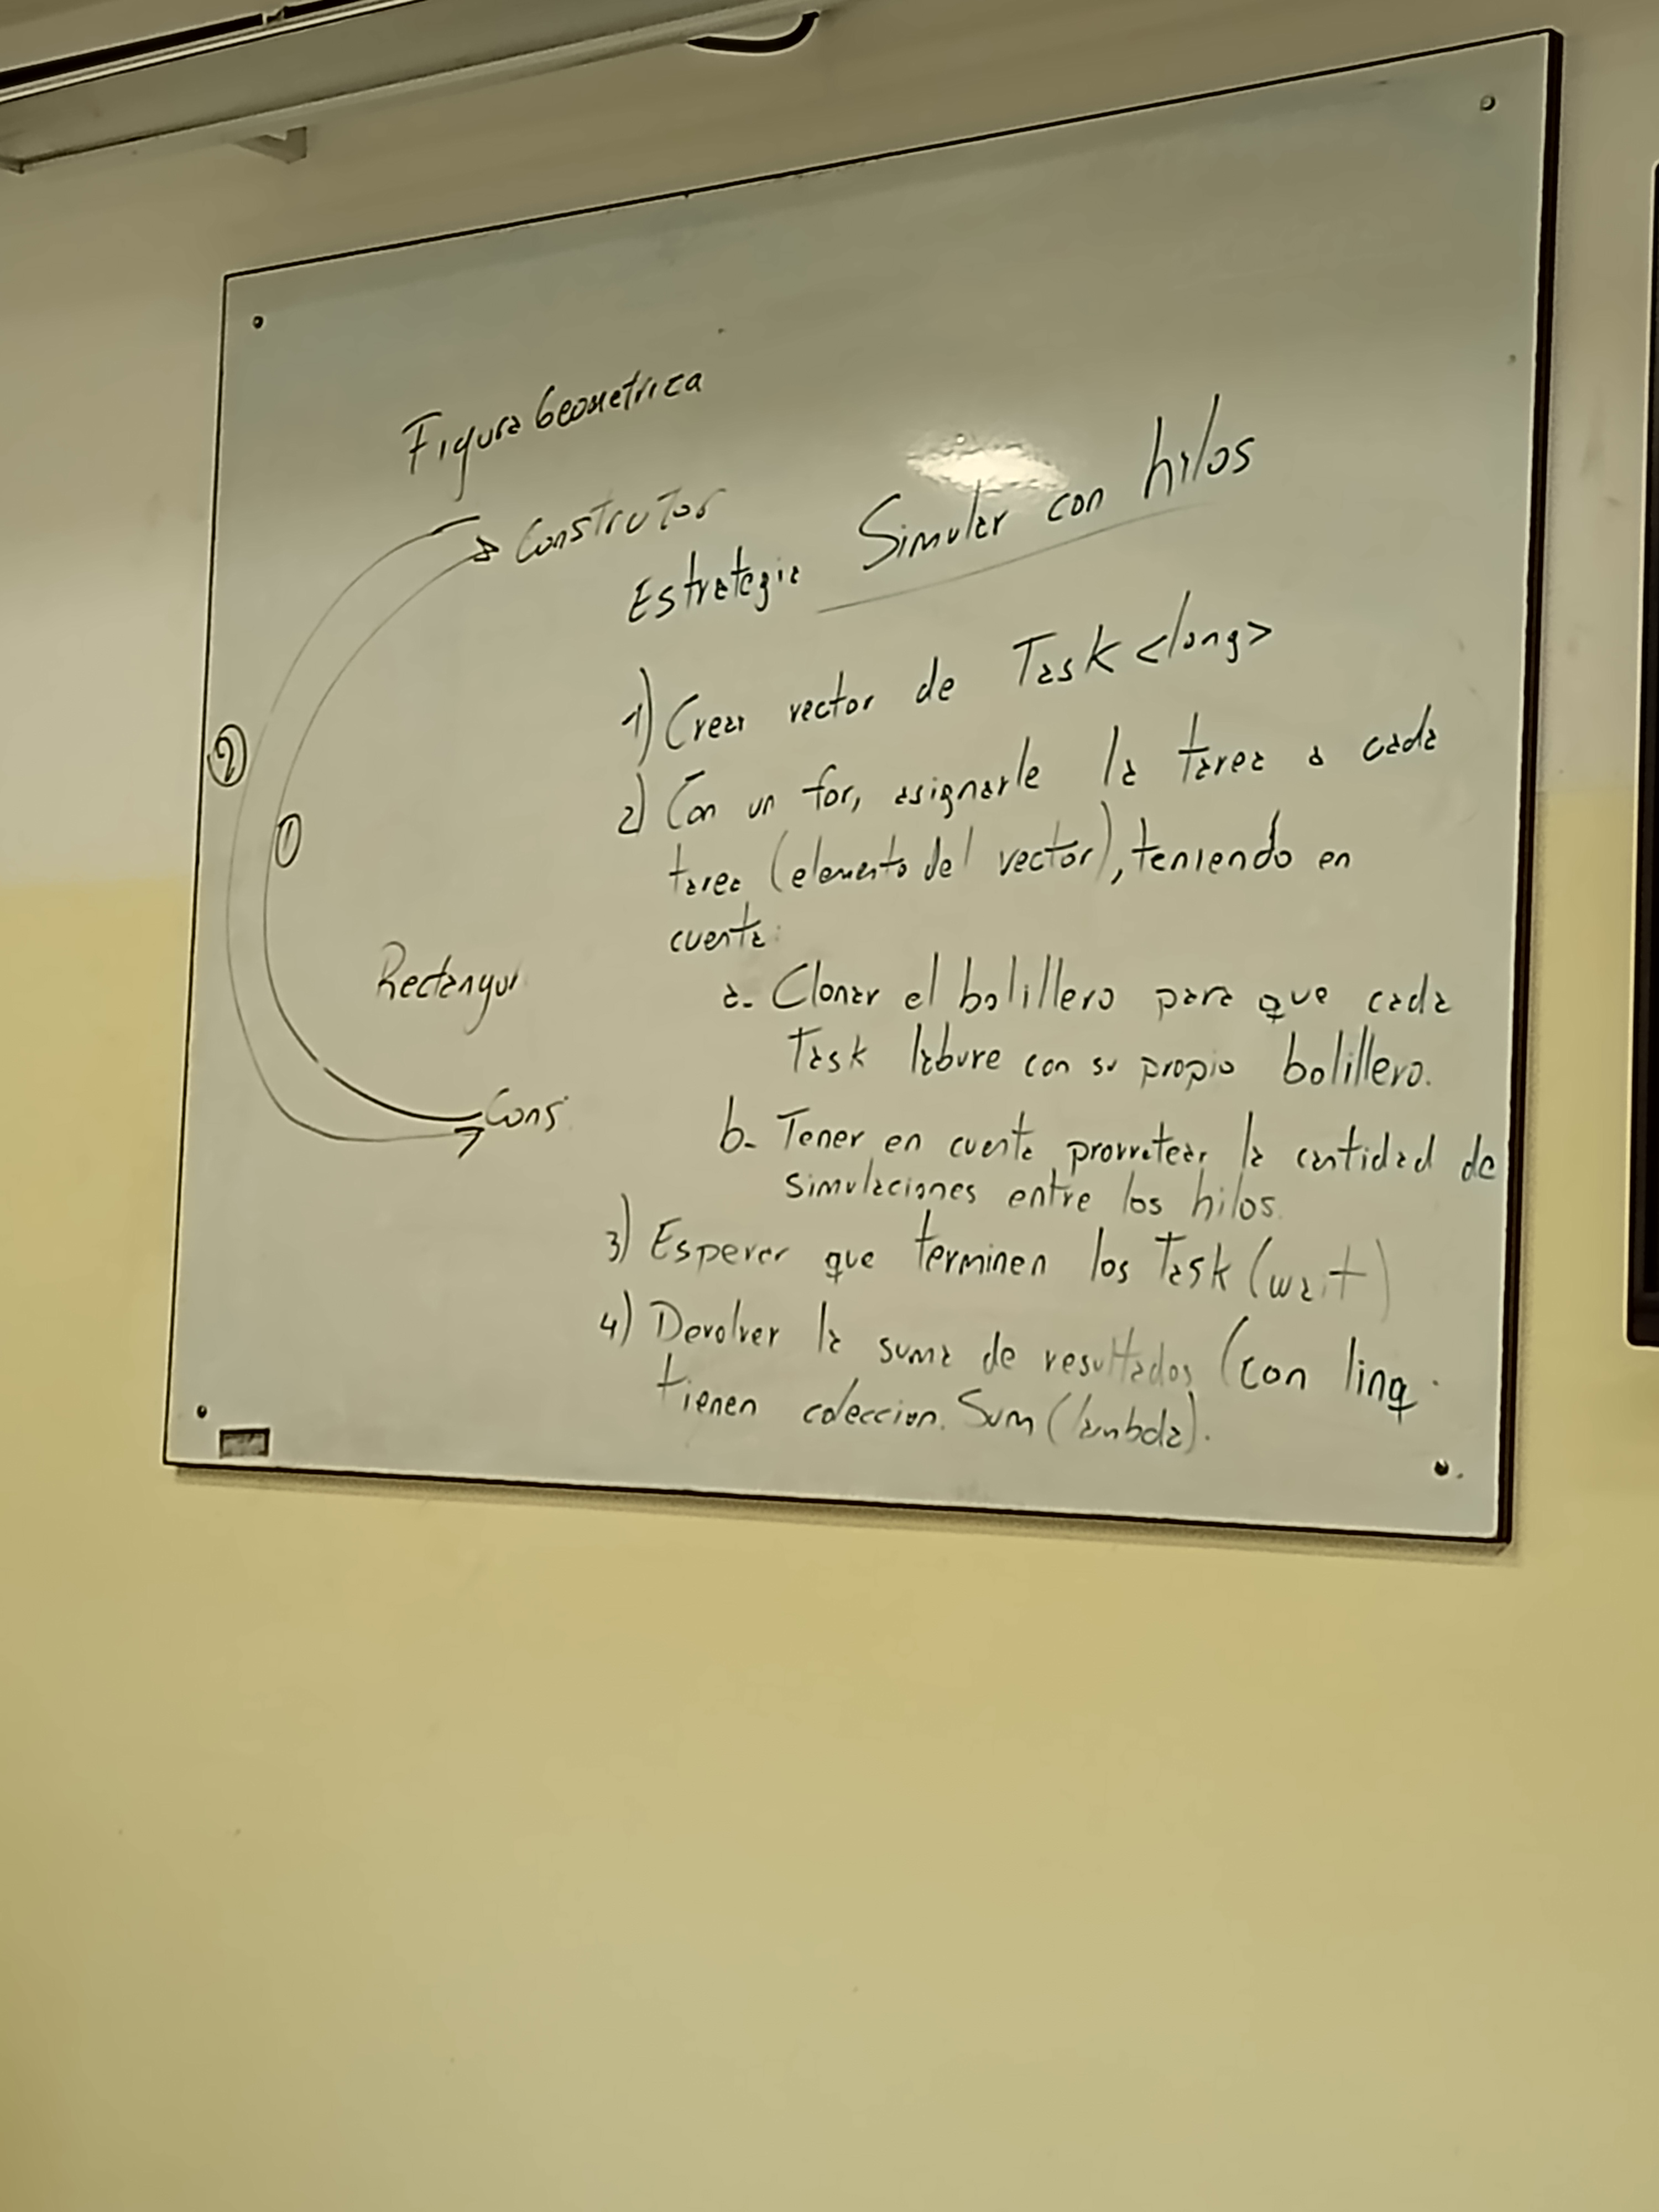 Figura Geometrica
Construtor
Estrategia Simular con hilos
1) Crear vector de Task <long>
2) Con un for, asignarle la tarea a cada
tarea (elemento del vector), teniendo en
cuenta:
a- Clonar el bolillero para que cada
Task labure con su propio bolillero.
b- Tener en cuenta prorratear la cantidad de
simulaciones entre los hilos.
3) Esperar que terminen los Task (wait)
4) Devolver la suma de resultados (con linq
tienen coleccion. Sum (lambda).
2
1
Rectangul
Cons